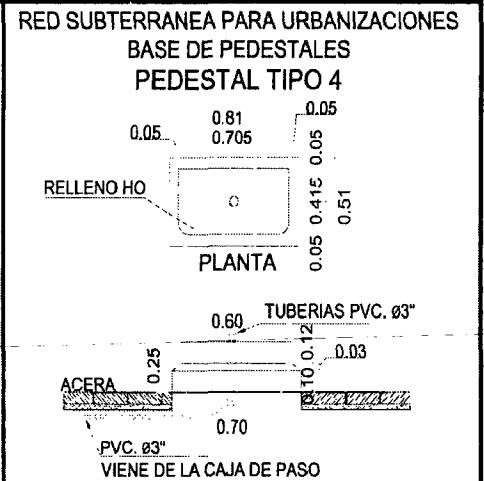 RED SUBTERRANEA PARA URBANIZACIONES
BASE DE PEDESTALES
PEDESTAL TIPO 4
0.81
0.05
0.05
0.705
0.05
RELLENO HO
0.415
0.51
0.05
PLANTA
TUBERIAS PVC. ø3"
0.60
0.12
0.25
0.03
0.10
ACERA
0.70
PVC. ø3"
VIENE DE LA CAJA DE PASO